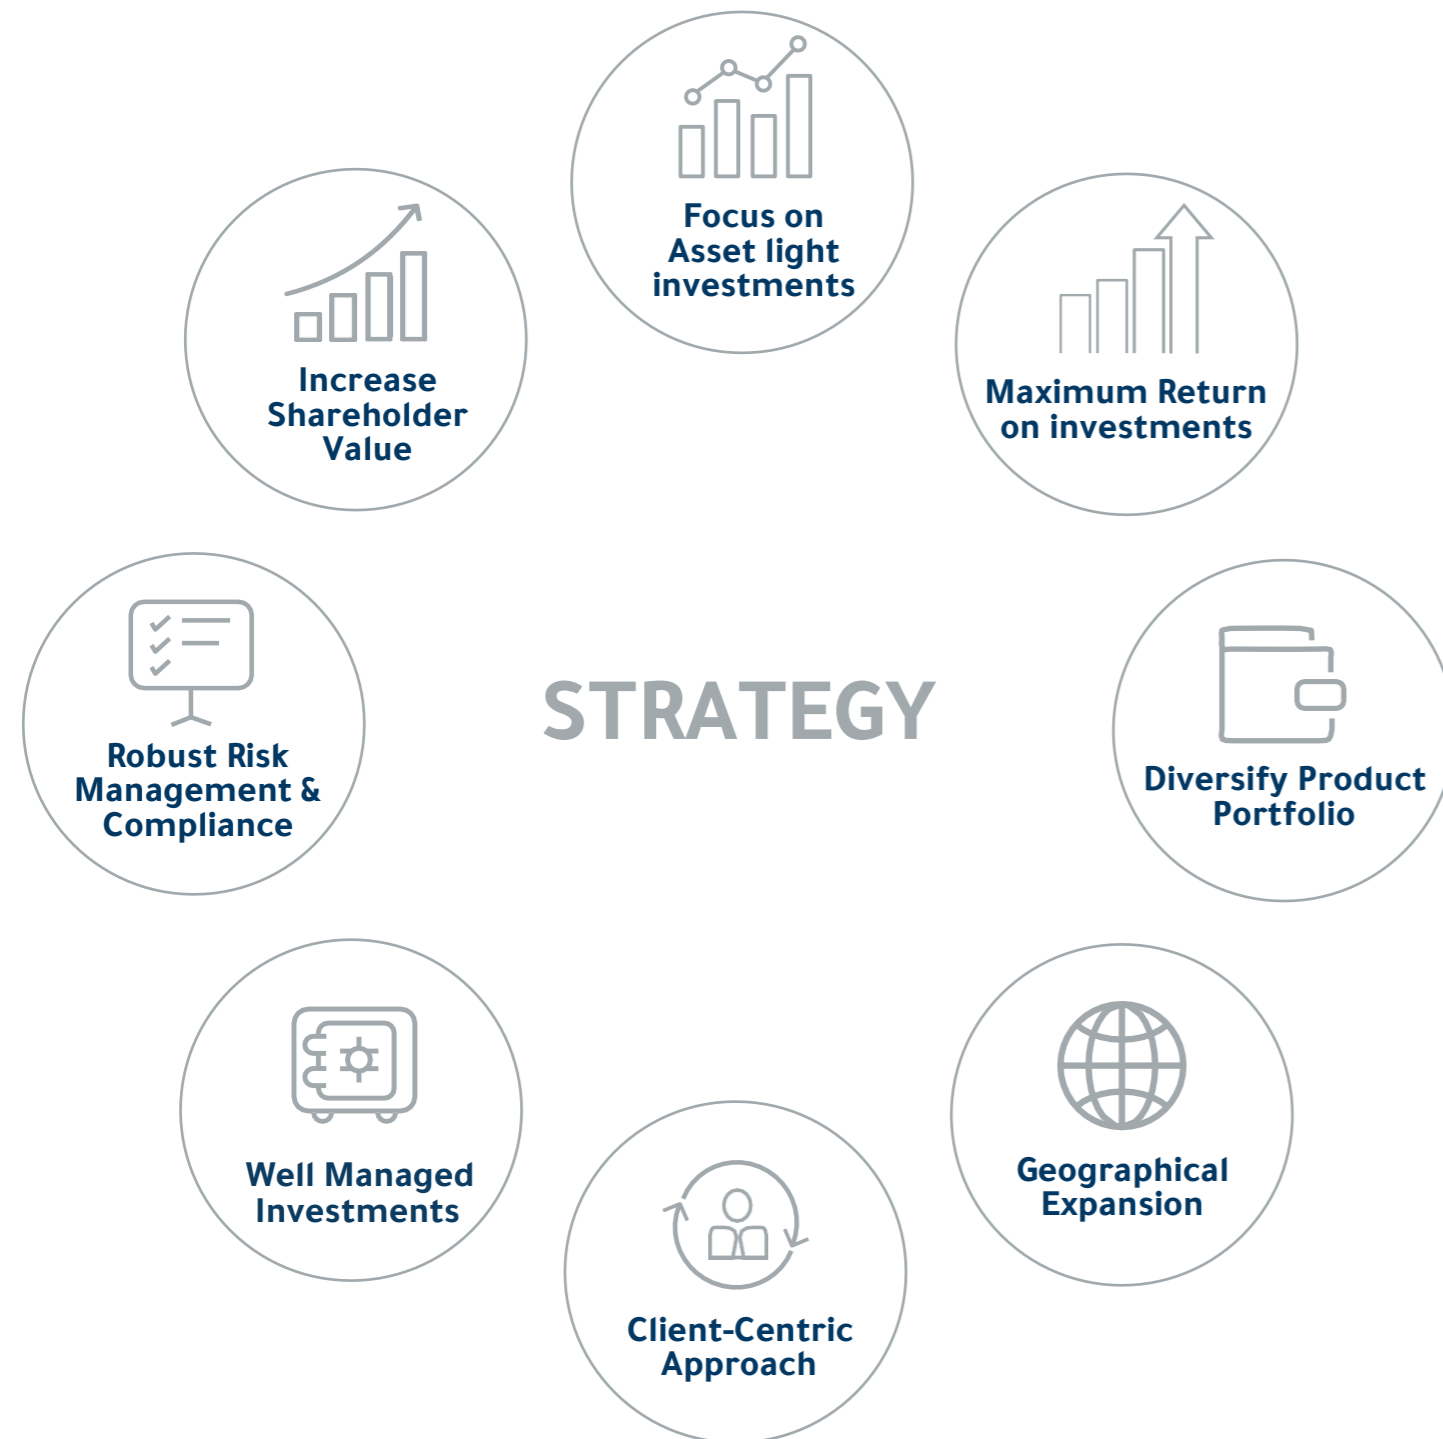 Focus on
Asset light
investments
Maximum Return
on investments
Diversify Product
Portfolio
Geographical
Expansion
Client-Centric
Approach
Well Managed
Investments
Robust Risk
Management &
Compliance
Increase
Shareholder
Value
STRATEGY